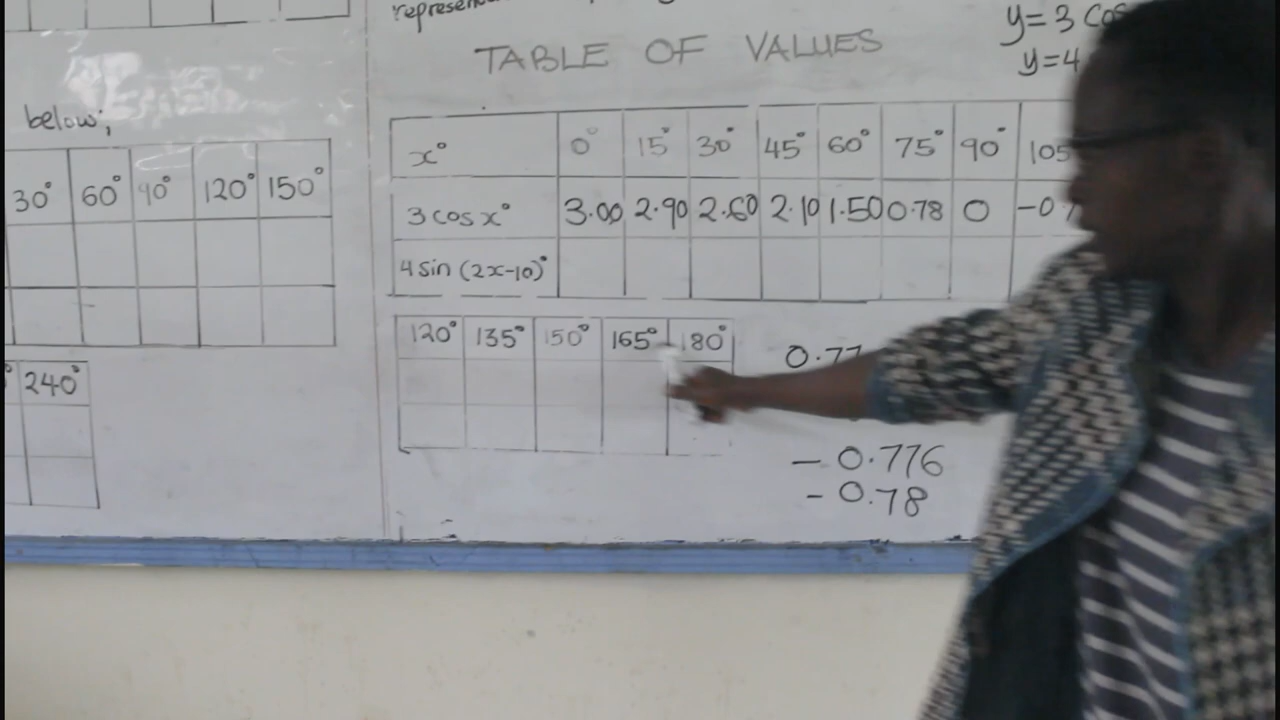 below;
30° 60° 90° 120° 150°
240°
TABLE OF VALUES
y=3 cos
y=4
x° 0° 15° 30° 45° 60° 75° 90° 105
3 cos x° 3.00 2.90 2.60 2.10 1.50 0.78 0 -0
4 sin (2x-10)°
120° 135° 150° 165° 180°
0.77
- 0.776
- 0.78